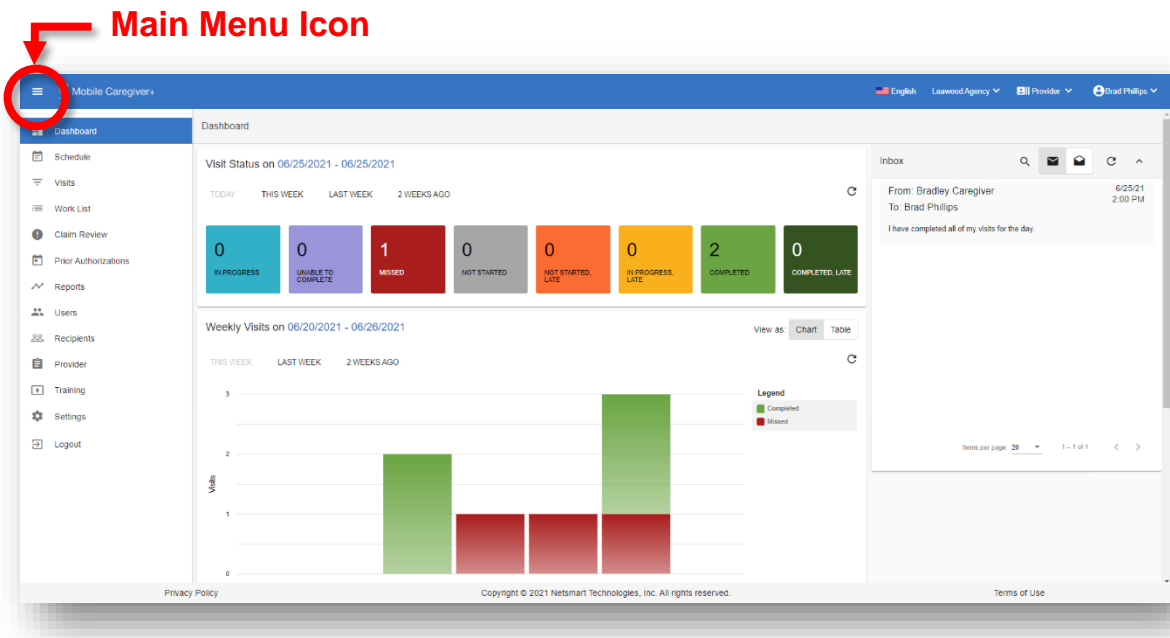 Main Menu Icon
Mobile Caregiver+
English Leawood Agency Provider Brad Phillips
Dashboard
Schedule
Visits
Work List
Claim Review
Prior Authorizations
Reports
Users
Recipients
Provider
Training
Settings
Logout
Dashboard
Visit Status on 06/25/2021 - 06/25/2021
TODAY THIS WEEK LAST WEEK 2 WEEKS AGO
0
IN PROGRESS
0
UNABLE TO
COMPLETE
1
MISSED
0
NOT STARTED
0
NOT STARTED,
LATE
0
IN PROGRESS,
LATE
2
COMPLETED
0
COMPLETED, LATE
Weekly Visits on 06/20/2021 - 06/26/2021
View as: Chart Table
THIS WEEK LAST WEEK 2 WEEKS AGO
3
2
1
0
Visits
Legend
Completed
Missed
Inbox
From: Bradley Caregiver
6/25/21
To: Brad Phillips
2:00 PM
I have completed all of my visits for the day.
Items per page: 20 1 – 1 of 1
Privacy Policy Copyright © 2021 Netsmart Technologies, Inc. All rights reserved. Terms of Use